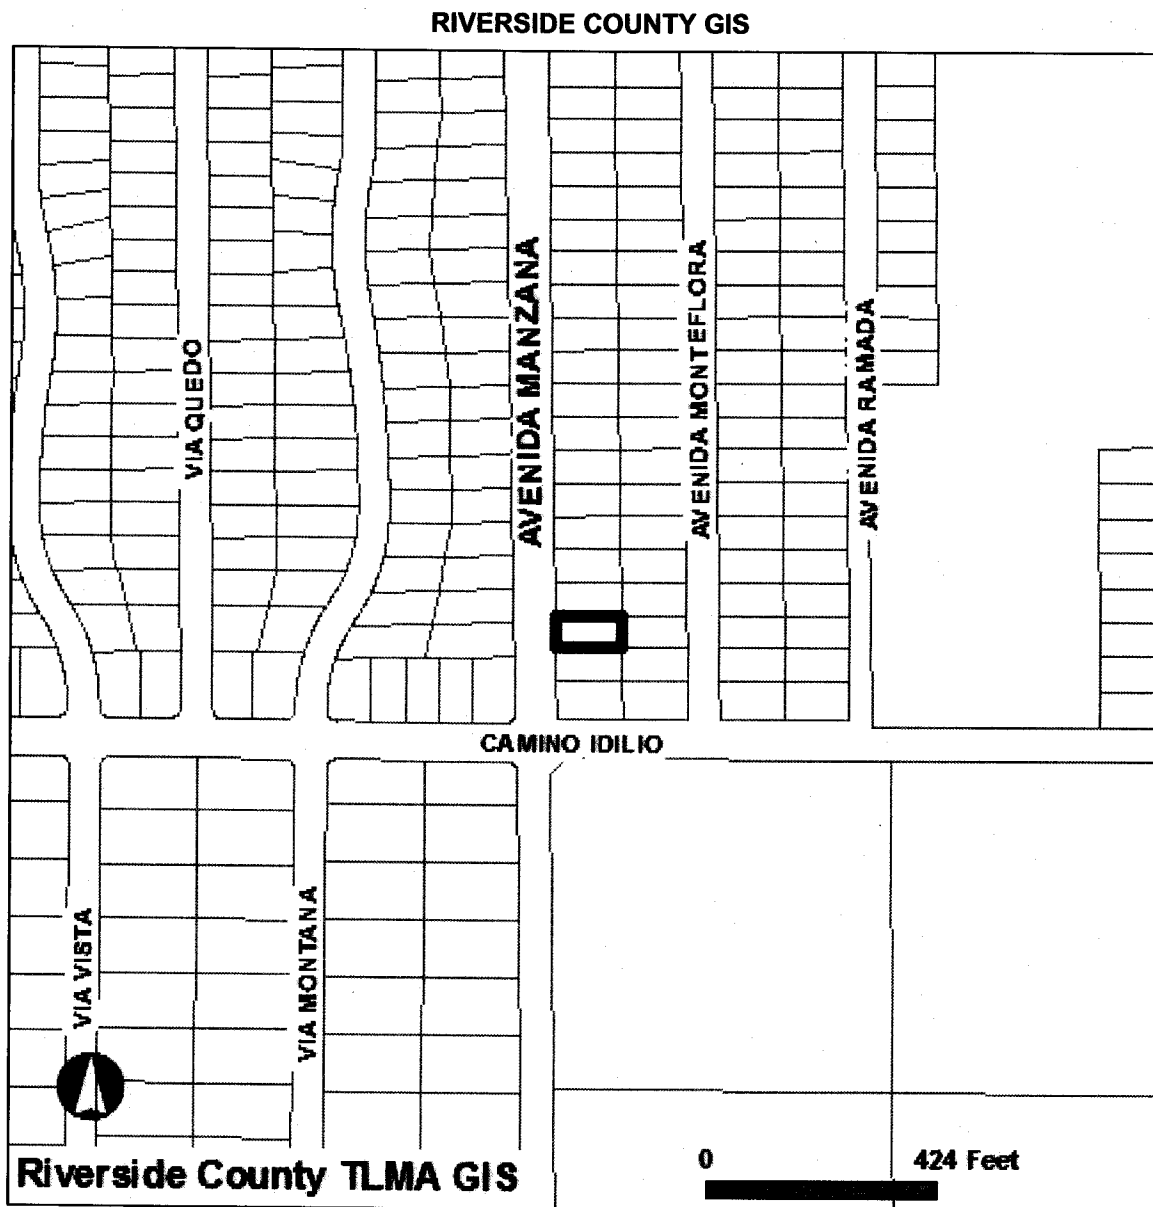 RIVERSIDE COUNTY GIS
VIA QUEDO
AVENIDA MANZANA
AVENIDA MONTEFLORA
AVENIDA RAMADA
CAMINO IDILIO
VIA VISTA
VIA MONTANA
Riverside County TLMA GIS
0 424 Feet